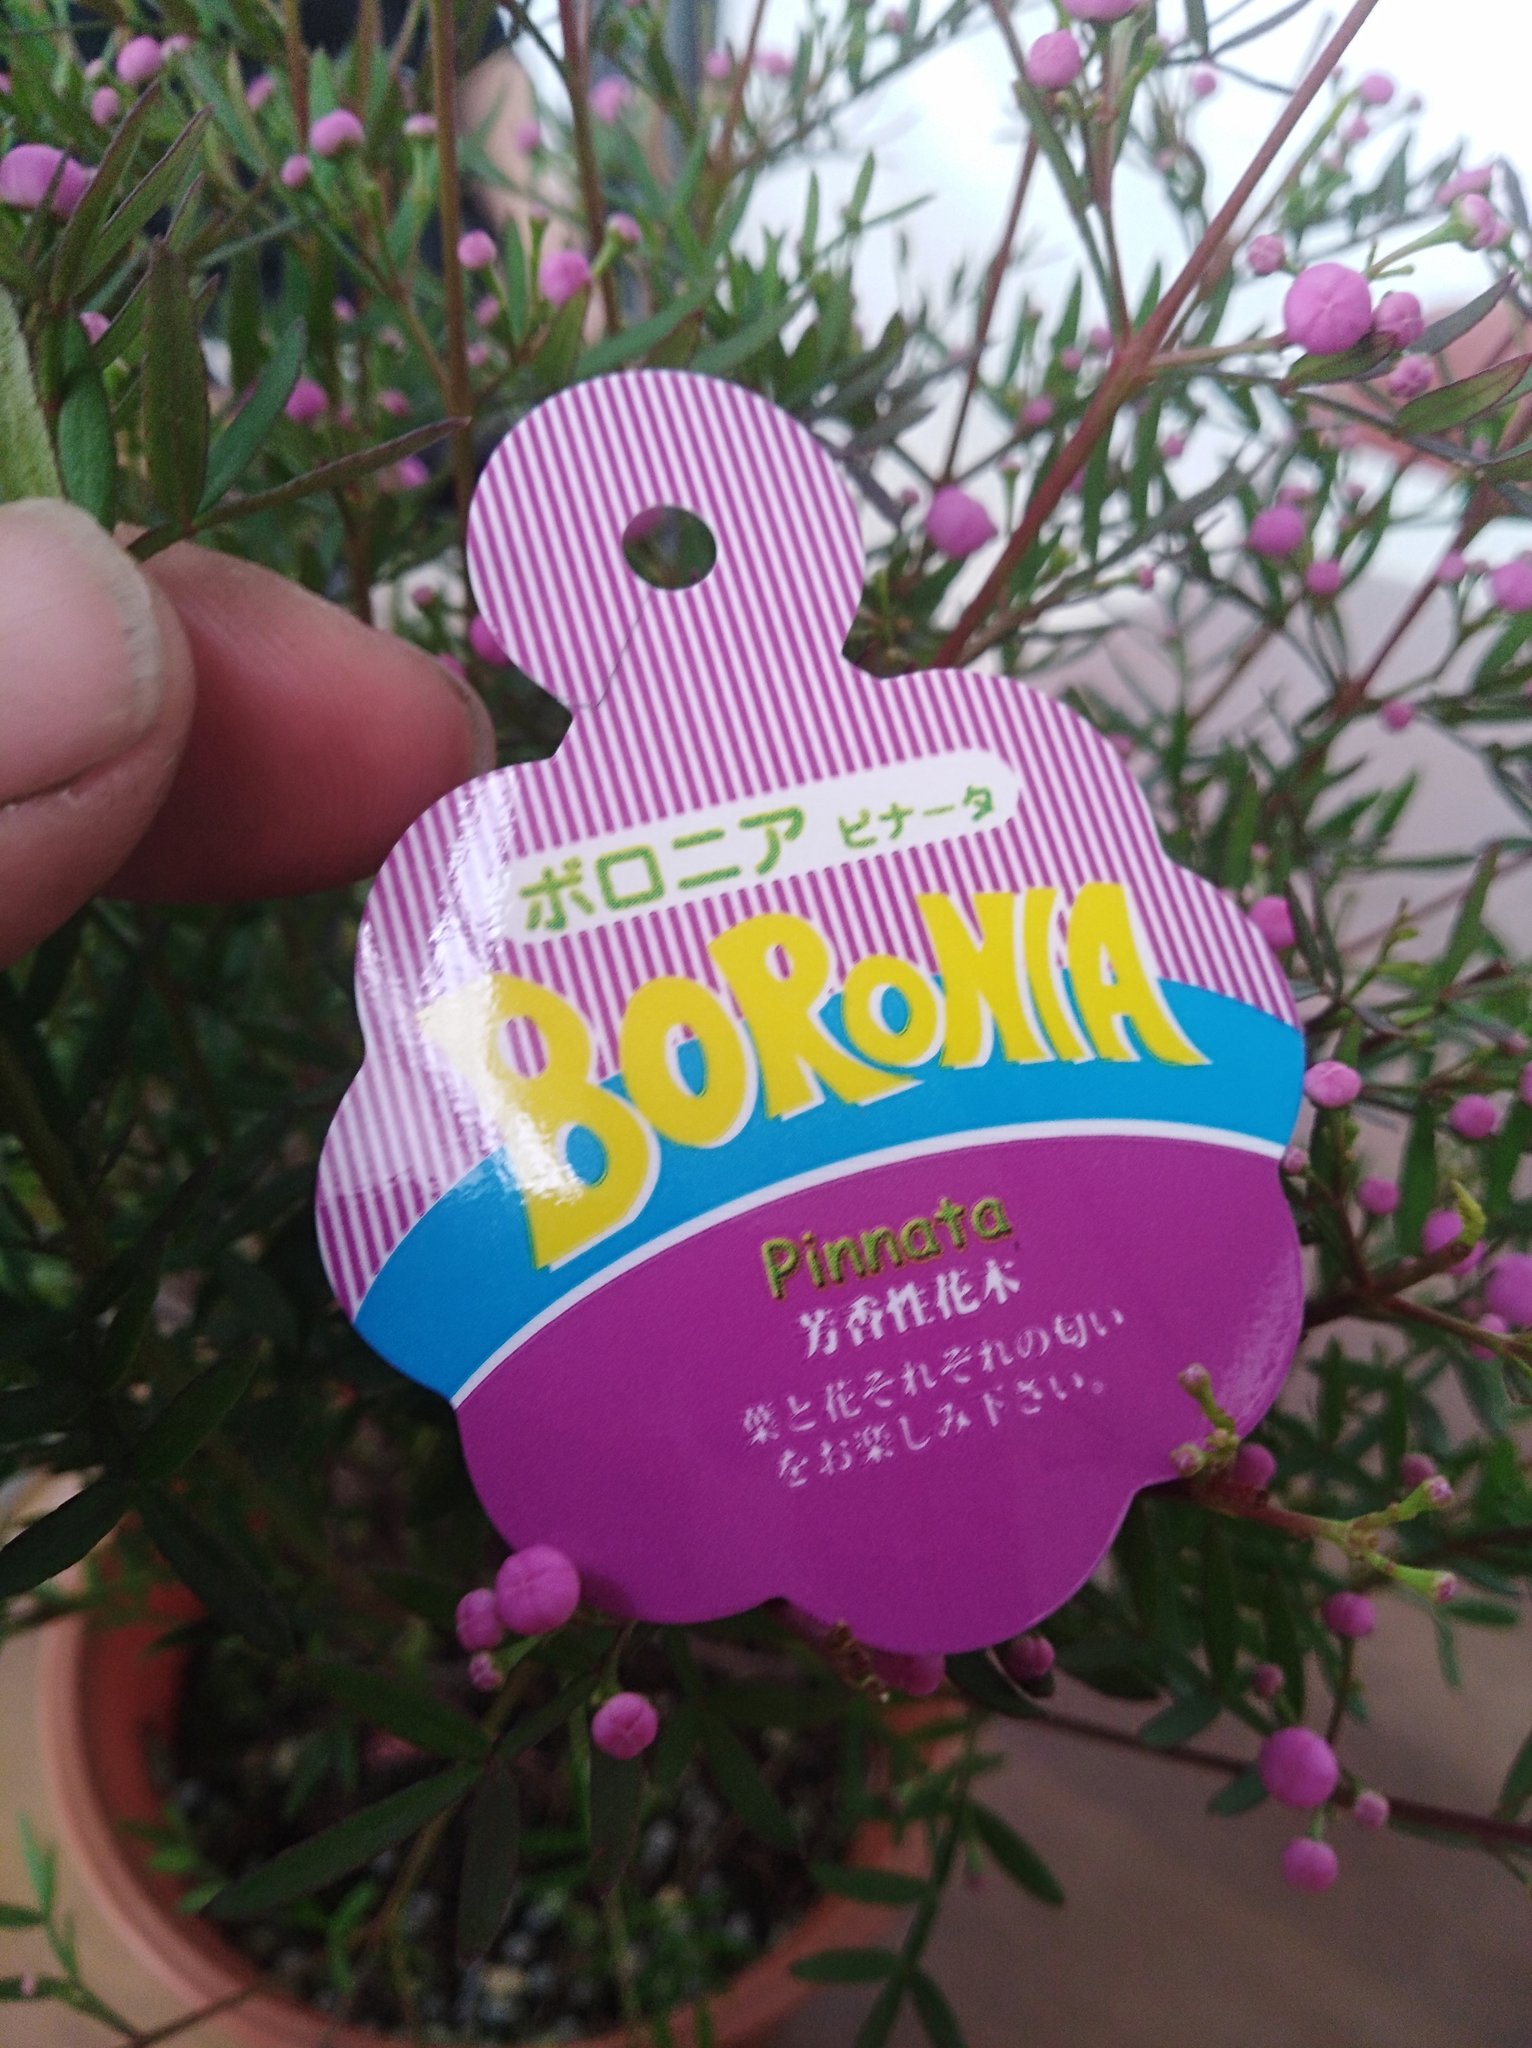 ボロニア ピナータ
BORONIA
Pinnata
芳香性花木
葉と花それぞれの匂い
をお楽しみ下さい。